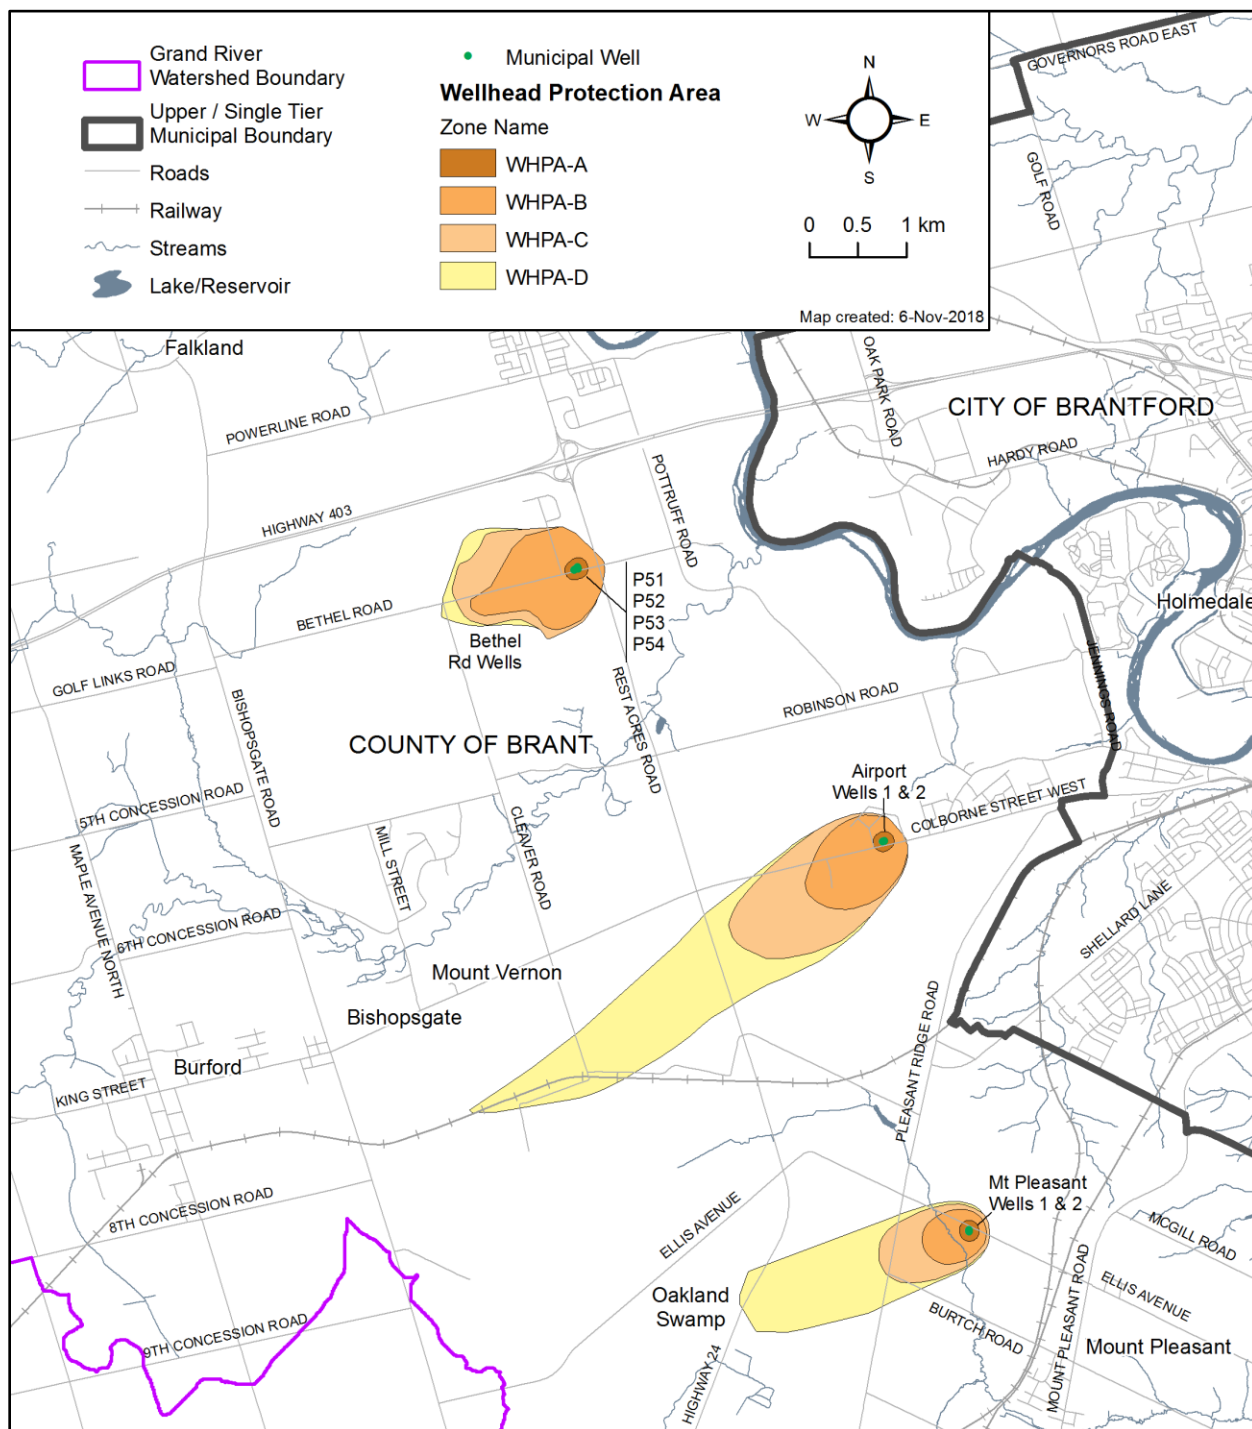 Grand River
Watershed Boundary
Upper / Single Tier
Municipal Boundary
Roads
Railway
Streams
Lake/Reservoir
Municipal Well
Wellhead Protection Area
Zone Name
WHPA-A
WHPA-B
WHPA-C
WHPA-D
N
W
E
S
0 0.5 1 km
Map created: 6-Nov-2018
GOVERNORS ROAD EAST
GOLF ROAD
Falkland
OAK PARK ROAD
CITY OF BRANTFORD
POWERLINE ROAD
HARDY ROAD
POTTRUFF ROAD
HIGHWAY 403
P51
P52
P53
P54
BETHEL ROAD
Bethel
Rd Wells
Holmedale
GOLF LINKS ROAD
BISHOPSGATE ROAD
REST ACRES ROAD
ROBINSON ROAD
JENNINGS ROAD
COUNTY OF BRANT
Airport
Wells 1 & 2
5TH CONCESSION ROAD
COLBORNE STREET WEST
CLEAVER ROAD
MILL STREET
MAPLE AVENUE NORTH
6TH CONCESSION ROAD
SHELLARD LANE
Mount Vernon
Bishopsgate
Burford
KING STREET
PLEASANT RIDGE ROAD
8TH CONCESSION ROAD
Mt Pleasant
Wells 1 & 2
ELLIS AVENUE
MCGILL ROAD
ELLIS AVENUE
Oakland
Swamp
BURTCH ROAD
9TH CONCESSION ROAD
Mount Pleasant
MOUNT PLEASANT ROAD
HIGHWAY 24